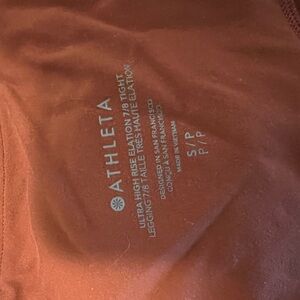 ATHLETA
ULTRA HIGH RISE ELATION 7/8 TIGHT
LEGGING 7/8 TAILLE TRÈS HAUTE ELATION
DESIGNED IN SAN FRANCISCO
CONÇU À SAN FRANCISCO
MADE IN VIETNAM
S/P
P/P